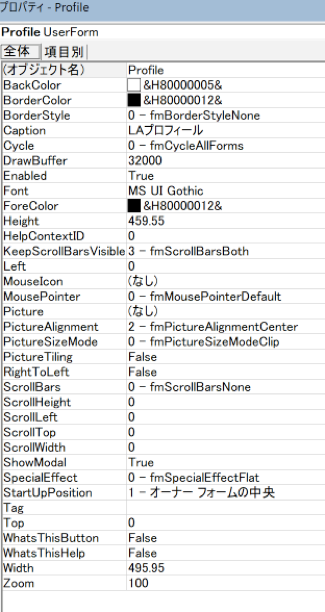 プロパティ - Profile
Profile UserForm
全体 項目別
(オブジェクト名) Profile
BackColor &H80000005&
BorderColor &H80000012&
BorderStyle 0 - fmBorderStyleNone
Caption LAプロフィール
Cycle 0 - fmCycleAllForms
DrawBuffer 32000
Enabled True
Font MS UI Gothic
ForeColor &H80000012&
Height 459.55
HelpContextID 0
KeepScrollBarsVisible 3 - fmScrollBarsBoth
Left 0
MouseIcon (なし)
MousePointer 0 - fmMousePointerDefault
Picture (なし)
PictureAlignment 2 - fmPictureAlignmentCenter
PictureSizeMode 0 - fmPictureSizeModeClip
PictureTiling False
RightToLeft False
ScrollBars 0 - fmScrollBarsNone
ScrollHeight 0
ScrollLeft 0
ScrollTop 0
ScrollWidth 0
ShowModal True
SpecialEffect 0 - fmSpecialEffectFlat
StartUpPosition 1 - オーナー フォームの中央
Tag
Top 0
WhatsThisButton False
WhatsThisHelp False
Width 495.95
Zoom 100